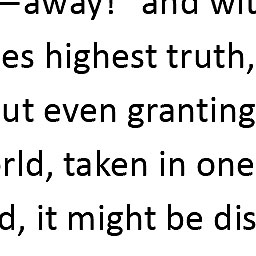 —away!" and wit
es highest truth,
ut even granting
rld, taken in one
d, it might be dis